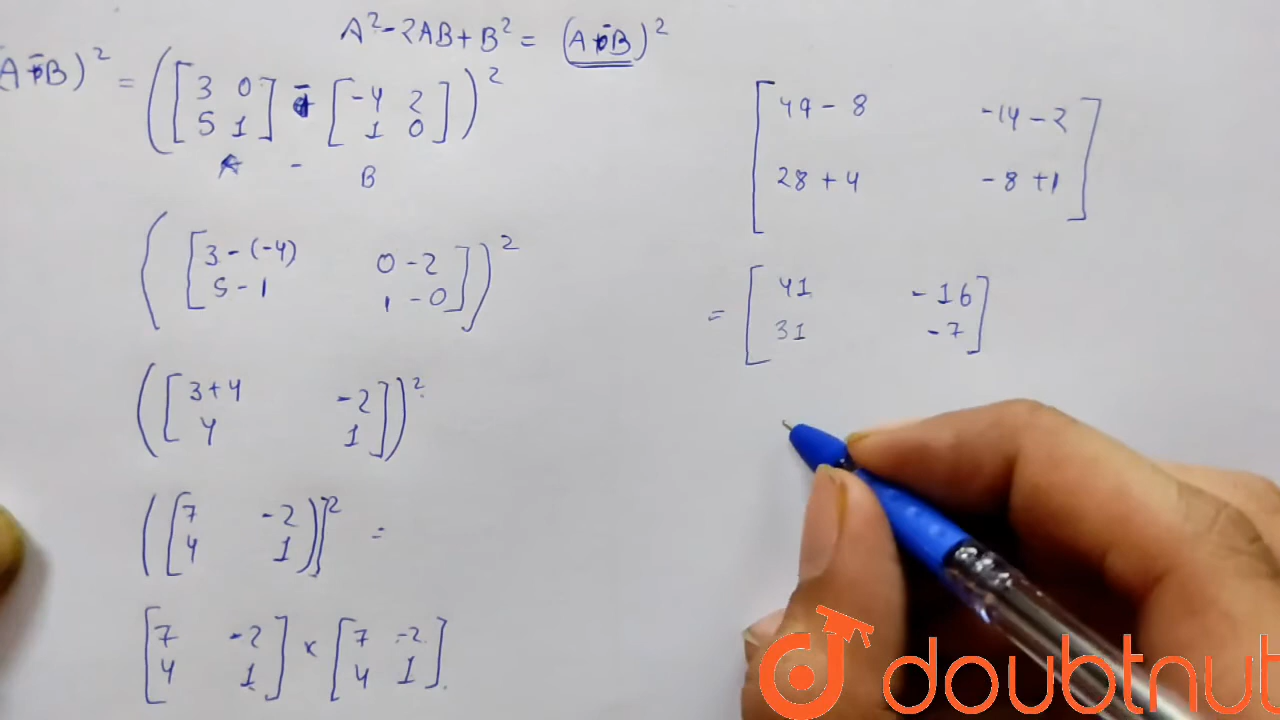 A² - 2AB + B² = (A - B)²
A - B)² = ([3 0] - [-4 2])²
5 1 1 0
A - B
([3 - (-4) 0 - 2])²
5 - 1 1 - 0
([3 + 4 -2])²
4 1
([7 -2)]² =
4 1
[7 -2] × [7 -2]
4 1 4 1
[49 - 8 -14 - 2]
28 + 4 -8 + 1
= [41 -16]
31 -7
doubtnut